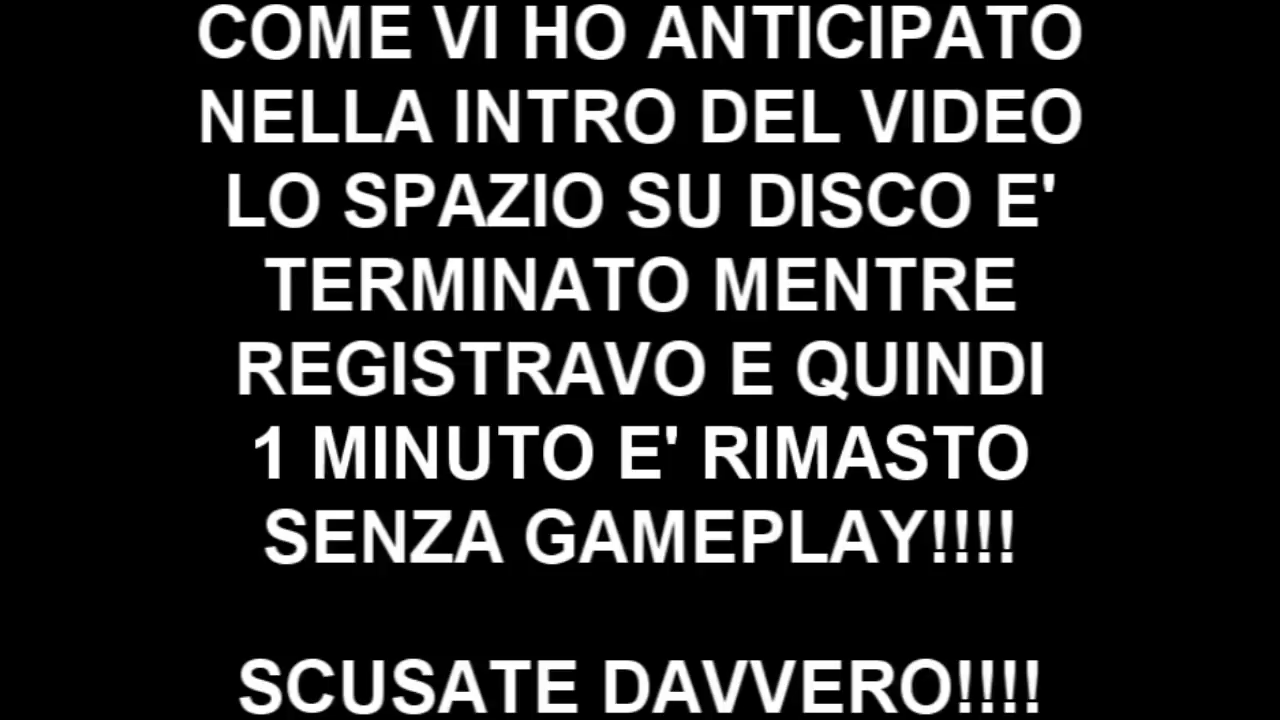 COME VI HO ANTICIPATO
NELLA INTRO DEL VIDEO
LO SPAZIO SU DISCO E'
TERMINATO MENTRE
REGISTRAVO E QUINDI
1 MINUTO E' RIMASTO
SENZA GAMEPLAY!!!!
SCUSATE DAVVERO!!!!